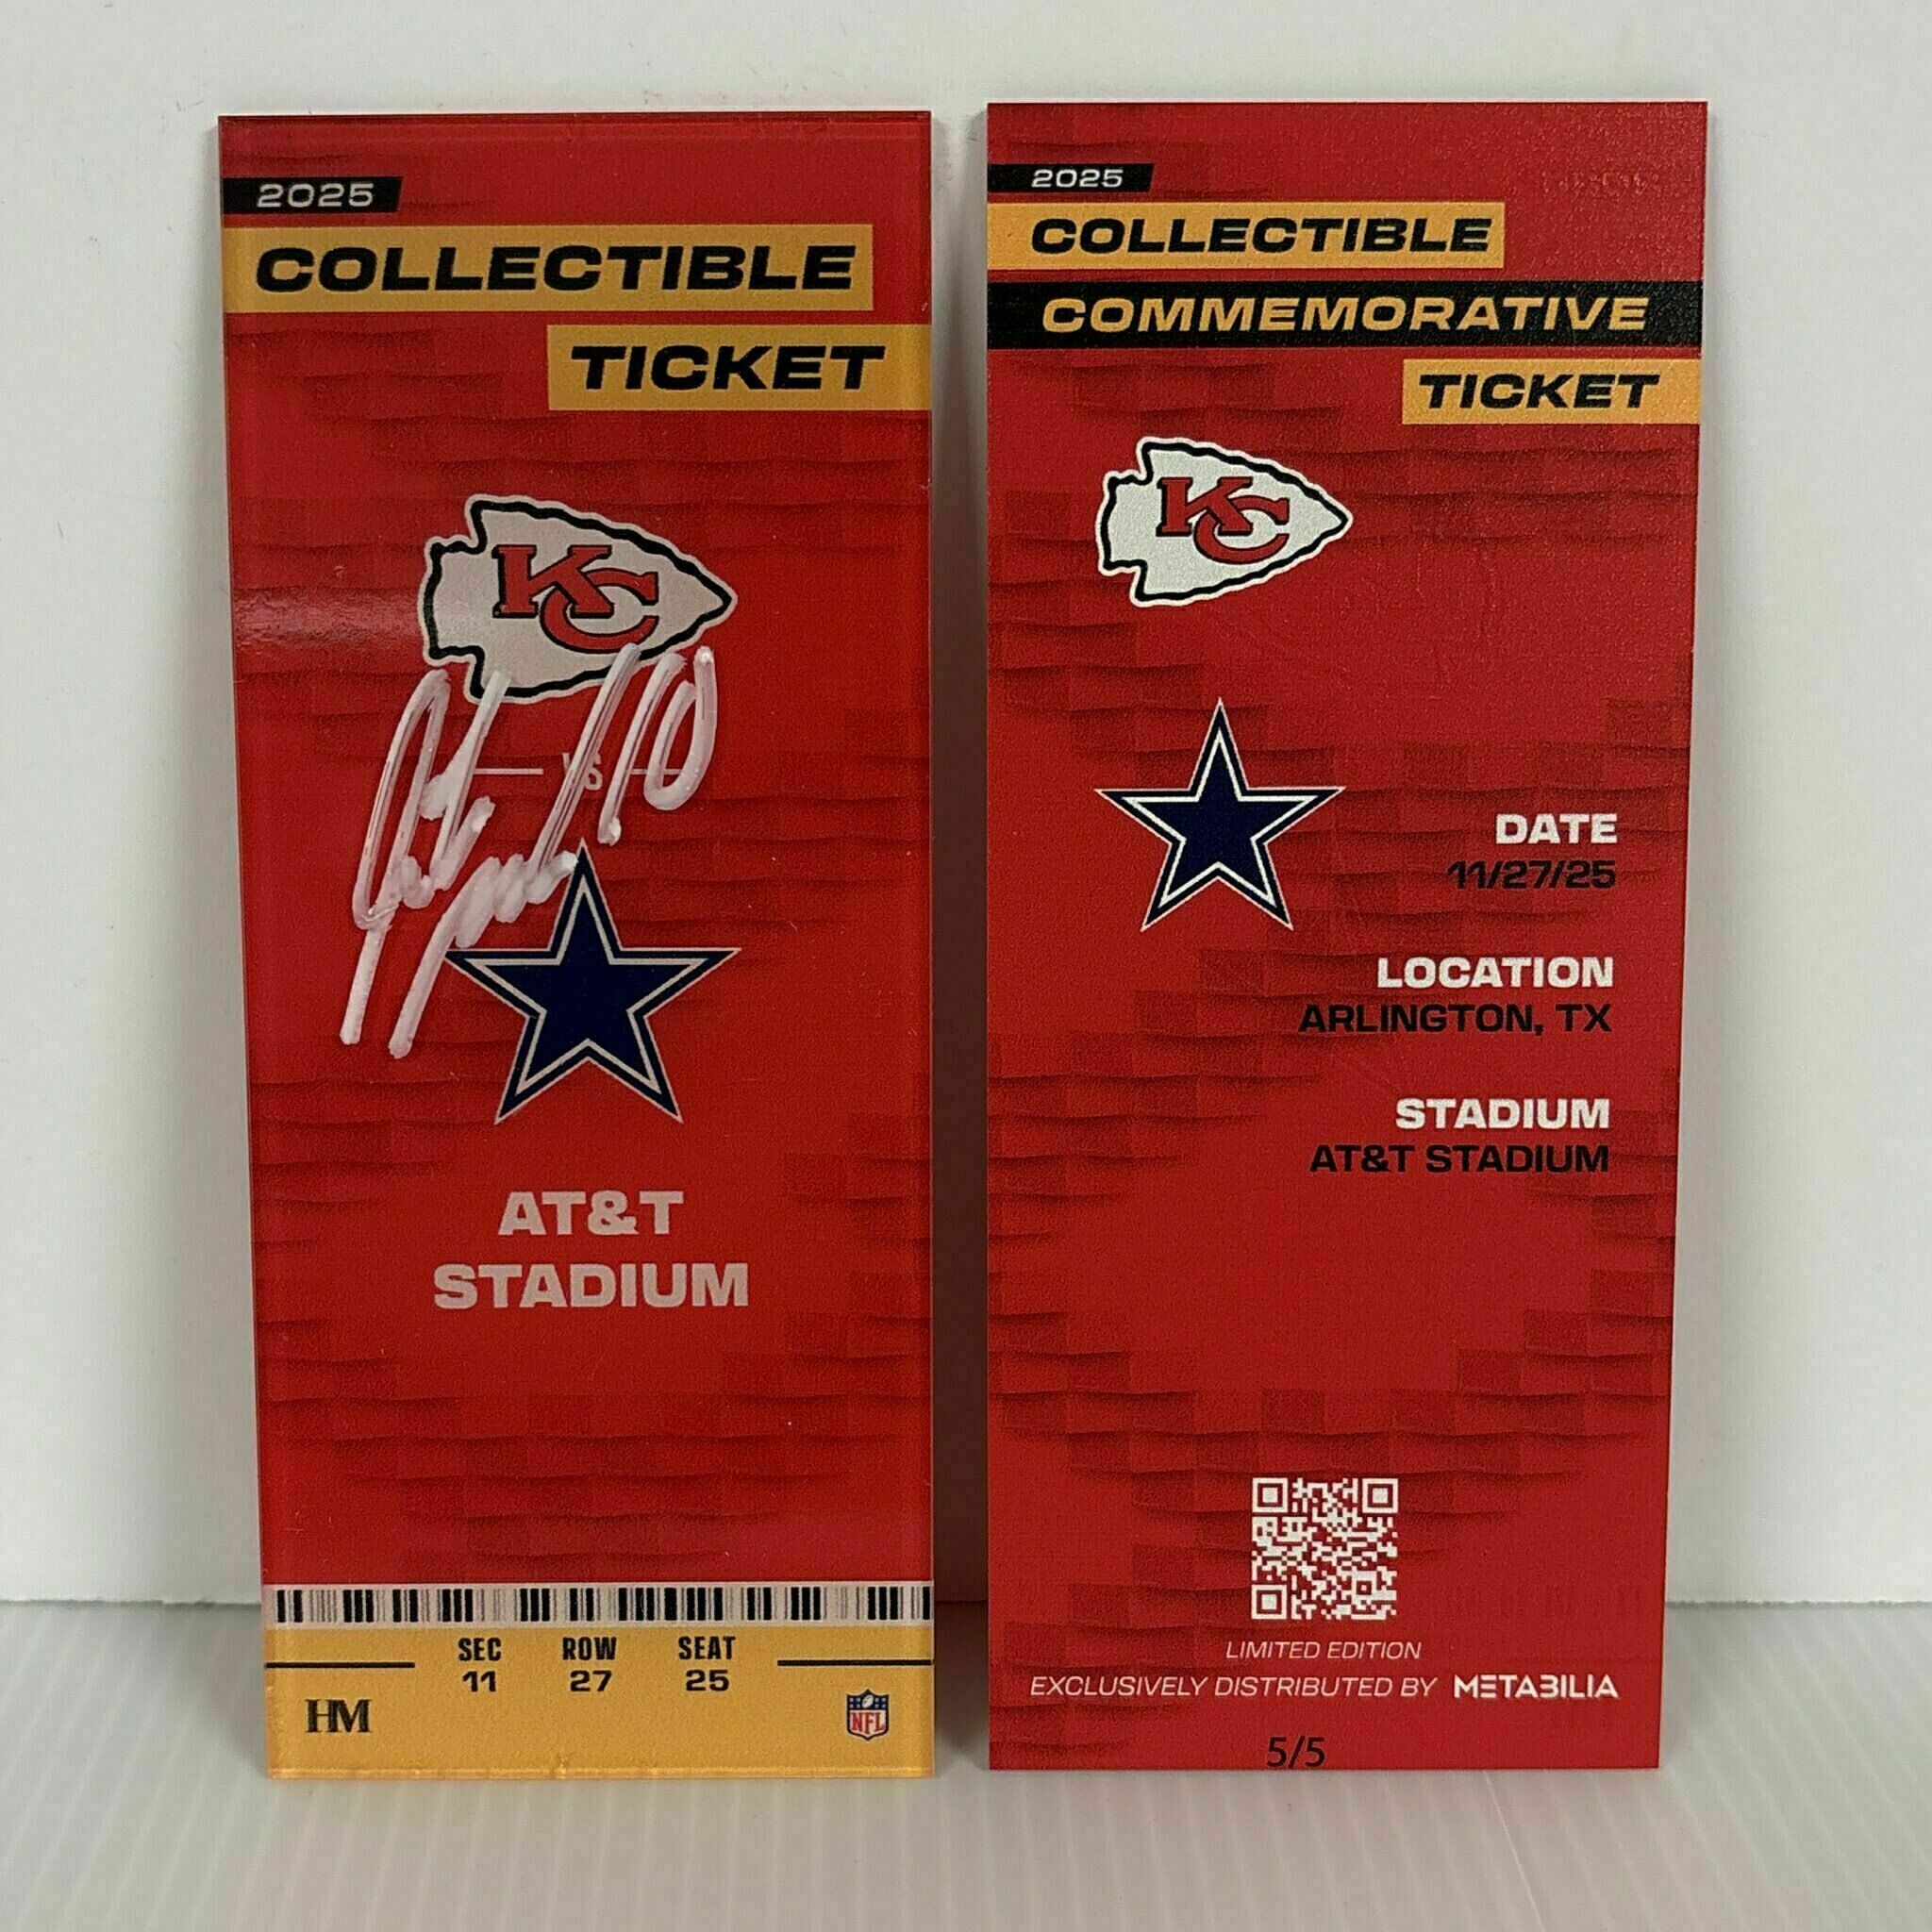 2025
COLLECTIBLE
TICKET
KC
VS
AT&T
STADIUM
SEC ROW SEAT
11 27 25
HM
NFL
2025
COLLECTIBLE
COMMEMORATIVE
TICKET
KC
DATE
11/27/25
LOCATION
ARLINGTON, TX
STADIUM
AT&T STADIUM
LIMITED EDITION
EXCLUSIVELY DISTRIBUTED BY METABILIA
5/5